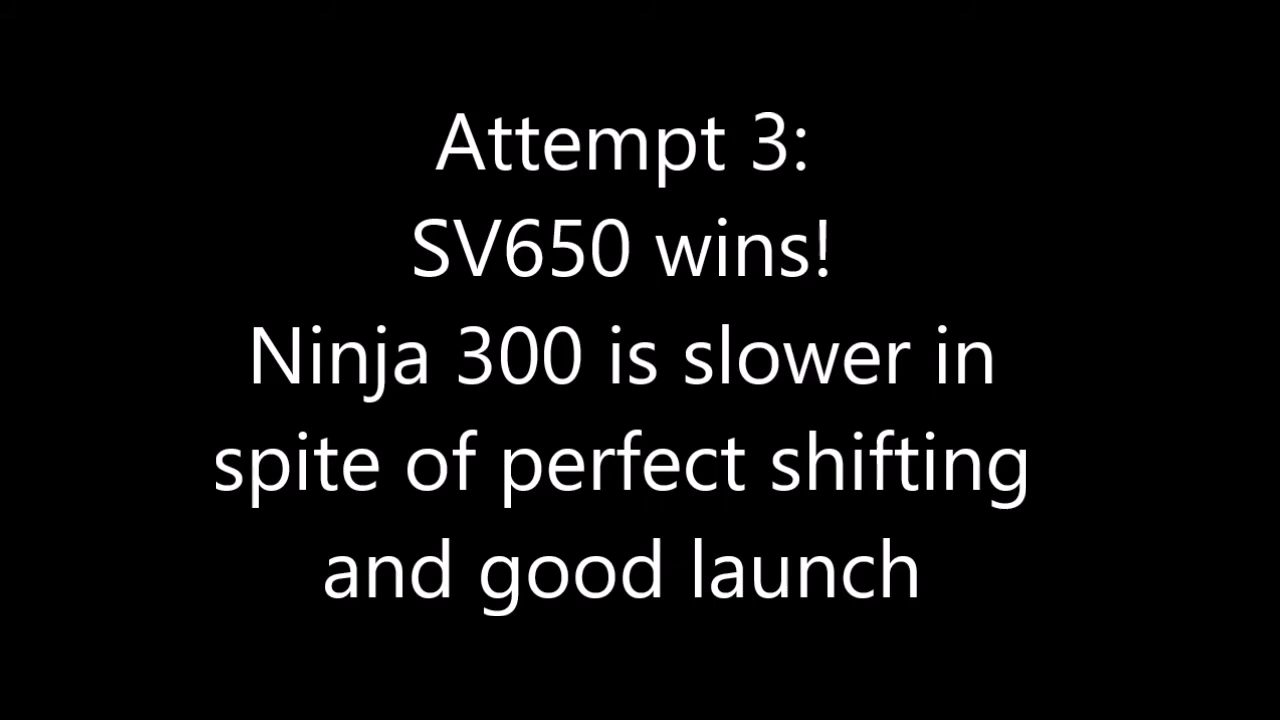 Attempt 3:
SV650 wins!
Ninja 300 is slower in
spite of perfect shifting
and good launch